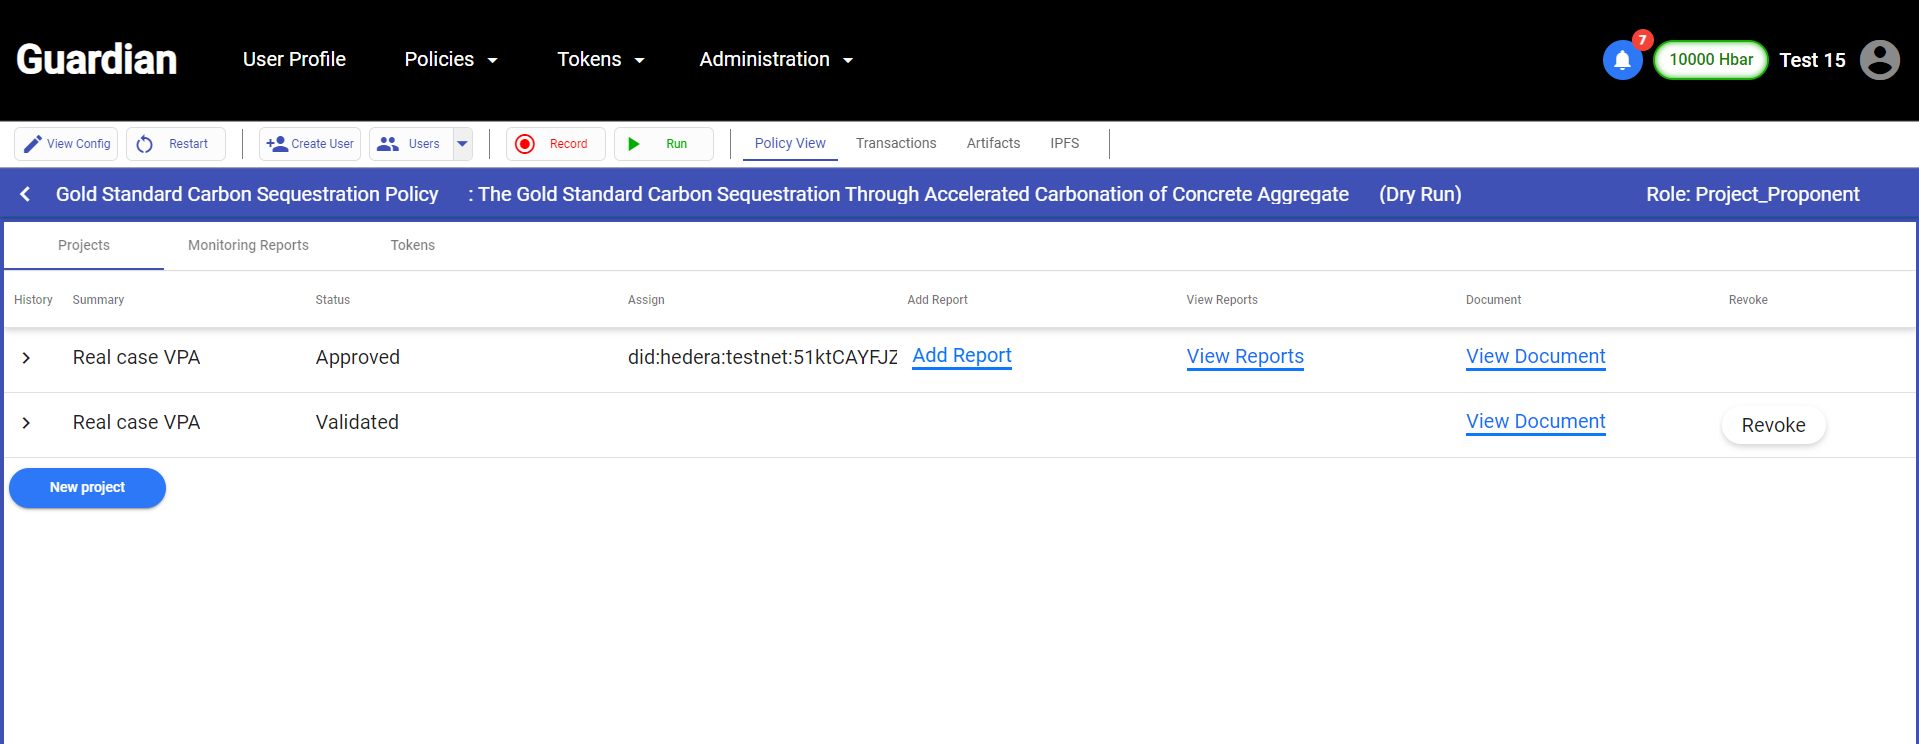 Guardian User Profile Policies Tokens Administration 7 10000 Hbar Test 15
View Config Restart Create User Users Record Run Policy View Transactions Artifacts IPFS
Gold Standard Carbon Sequestration Policy : The Gold Standard Carbon Sequestration Through Accelerated Carbonation of Concrete Aggregate (Dry Run) Role: Project_Proponent
Projects Monitoring Reports Tokens
History Summary Status Assign Add Report View Reports Document Revoke
Real case VPA Approved did:hedera:testnet:51ktCAYFJZ Add Report View Reports View Document
Real case VPA Validated View Document Revoke
New project